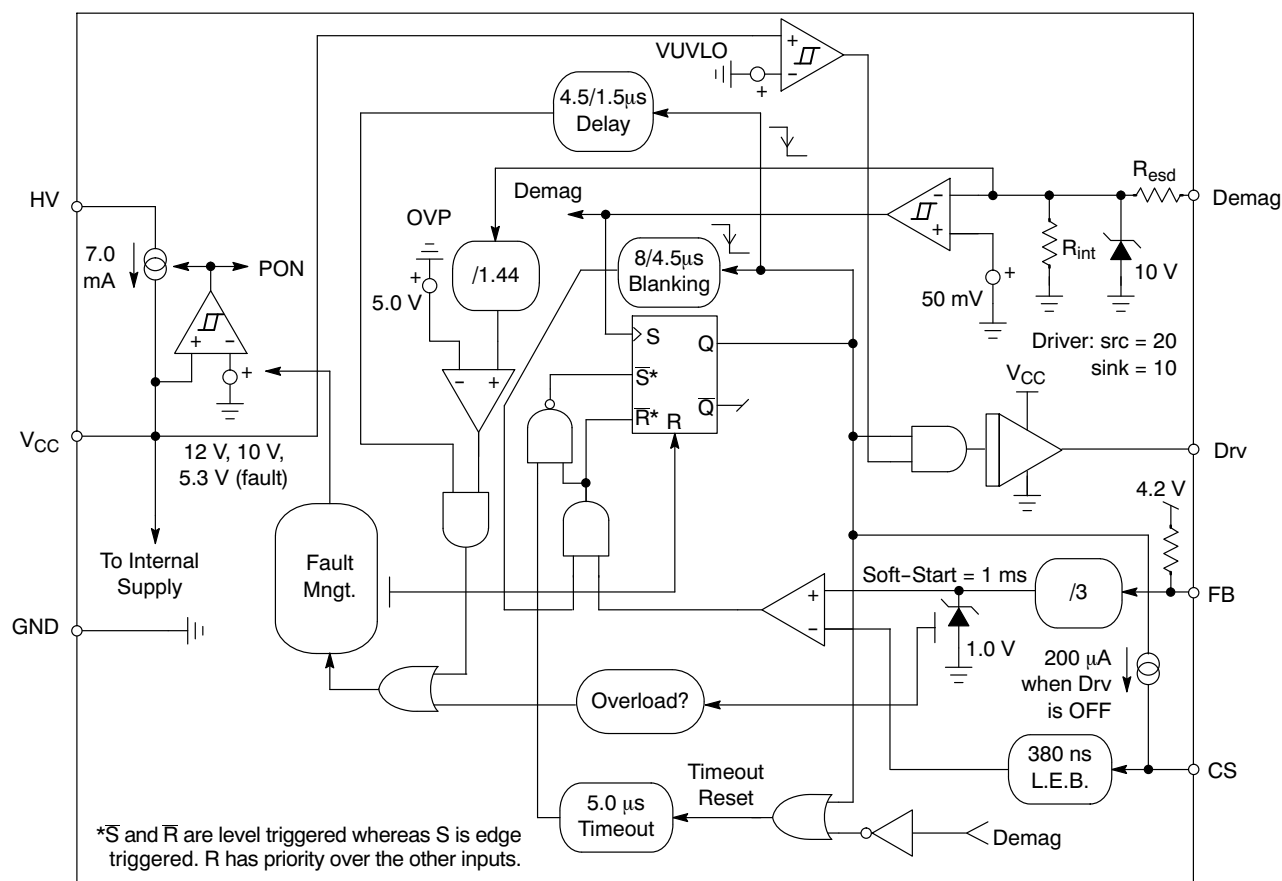 VUVLO
+
−
+
4.5/1.5μs
Delay
HV
Demag
Resd
Demag
OVP
+
5.0 V
/1.44
−
+
Rint
10 V
7.0
mA
PON
8/4.5μs
Blanking
+
50 mV
+
−
+
S
Q
S*
Q
R*
R
−
+
Driver: src = 20
sink = 10
VCC
VCC
12 V, 10 V,
5.3 V (fault)
Drv
4.2 V
To Internal
Supply
Fault
Mngt.
Soft–Start = 1 ms
+
−
/3
FB
GND
1.0 V
200 μA
when Drv
is OFF
Overload?
380 ns
L.E.B.
CS
Timeout
Reset
5.0 μs
Timeout
Demag
*S and R are level triggered whereas S is edge
triggered. R has priority over the other inputs.